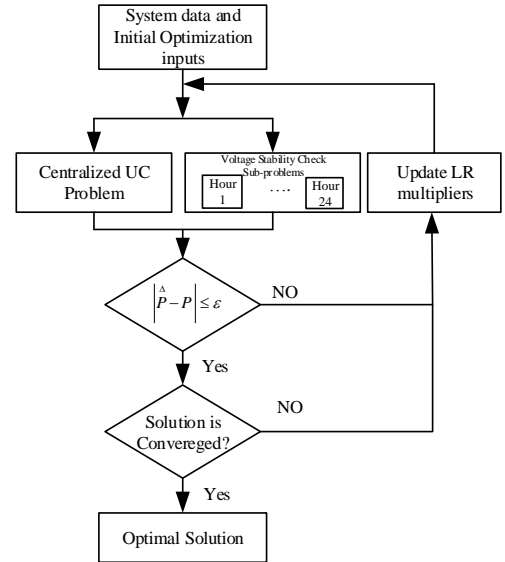 System data and
Initial Optimization
inputs
Centralized UC
Problem
Voltage Stability Check
Sub-problems
Hour
1
….
Hour
24
Update LR
multipliers
|P̂ − P| ≤ ε
NO
Yes
Solution is
Convereged?
NO
Yes
Optimal Solution